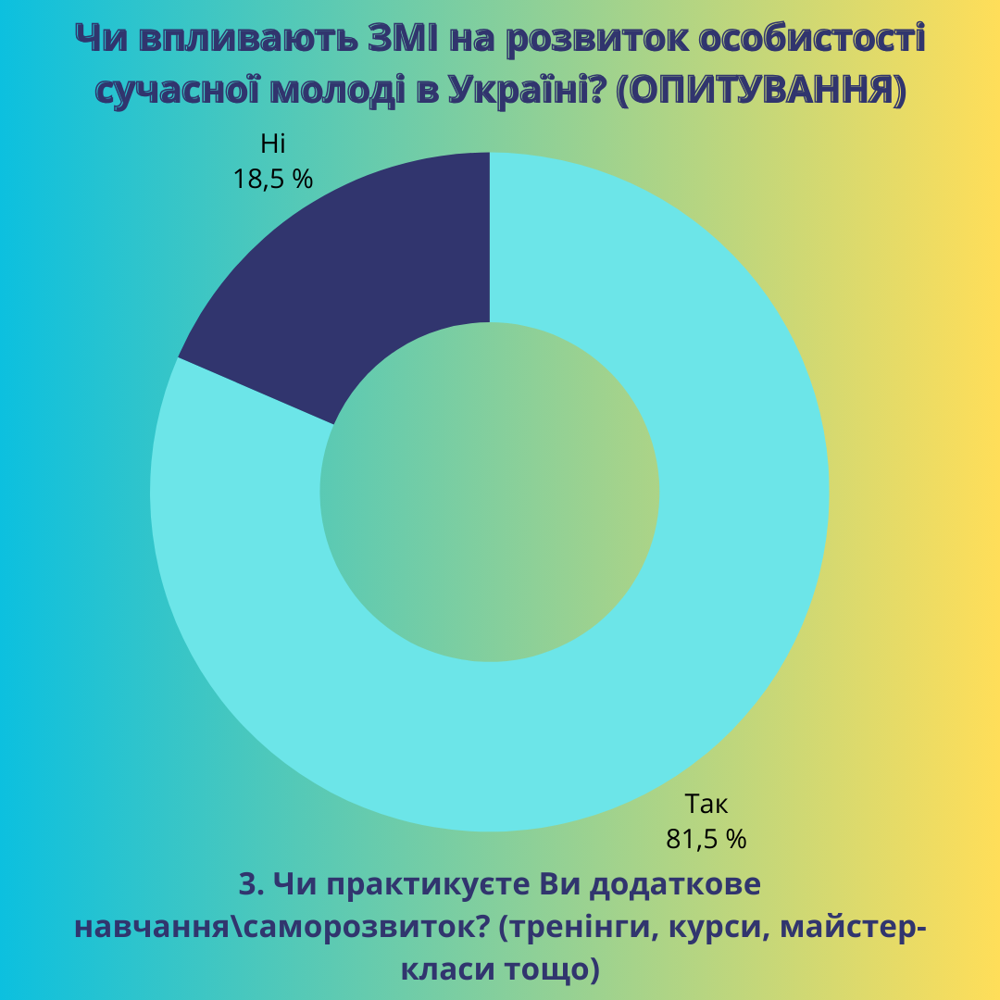 Чи впливають ЗМІ на розвиток особистості
сучасної молоді в Україні? (ОПИТУВАННЯ)
Ні
18,5 %
Так
81,5 %
3. Чи практикуєте Ви додаткове
навчання\саморозвиток? (тренінги, курси, майстер-
класи тощо)